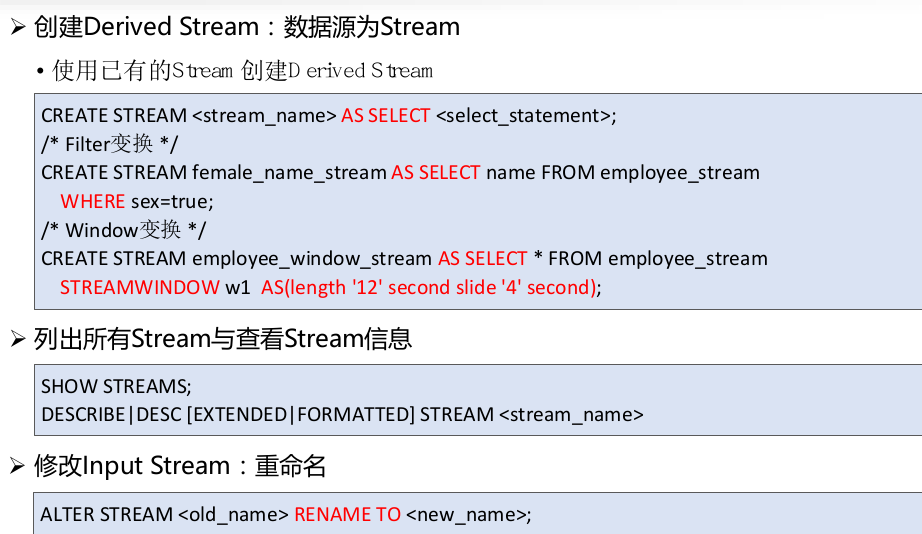 ➢ 创建Derived Stream：数据源为Stream
• 使用已有的Stream 创建Derived Stream
CREATE STREAM <stream_name> AS SELECT <select_statement>;
/* Filter变换 */
CREATE STREAM female_name_stream AS SELECT name FROM employee_stream
WHERE sex=true;
/* Window变换 */
CREATE STREAM employee_window_stream AS SELECT * FROM employee_stream
STREAMWINDOW w1 AS(length '12' second slide '4' second);
➢ 列出所有Stream与查看Stream信息
SHOW STREAMS;
DESCRIBE|DESC [EXTENDED|FORMATTED] STREAM <stream_name>
➢ 修改Input Stream：重命名
ALTER STREAM <old_name> RENAME TO <new_name>;